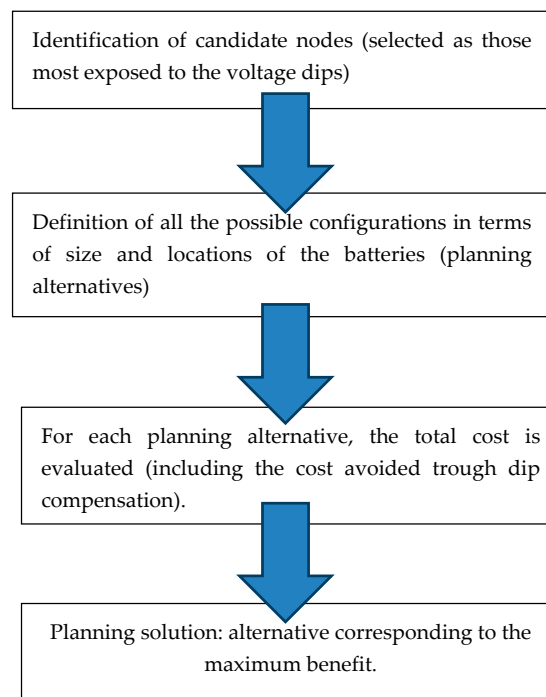 Identification of candidate nodes (selected as those
most exposed to the voltage dips)
Definition of all the possible configurations in terms
of size and locations of the batteries (planning
alternatives)
For each planning alternative, the total cost is
evaluated (including the cost avoided trough dip
compensation).
Planning solution: alternative corresponding to the
maximum benefit.